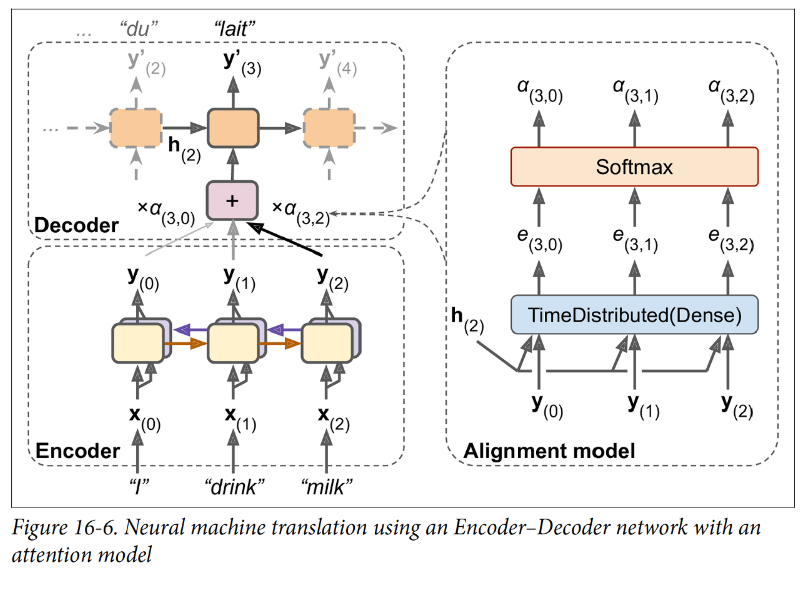 ... “du” “lait”
y’(2) y’(3) y’(4)
...
h(2)
×α(3,0) + ×α(3,2)
Decoder
y(0) y(1) y(2)
x(0) x(1) x(2)
Encoder
“I” “drink” “milk”
α(3,0) α(3,1) α(3,2)
Softmax
e(3,0) e(3,1) e(3,2)
TimeDistributed(Dense)
h(2)
y(0) y(1) y(2)
Alignment model
Figure 16-6. Neural machine translation using an Encoder–Decoder network with an
attention model